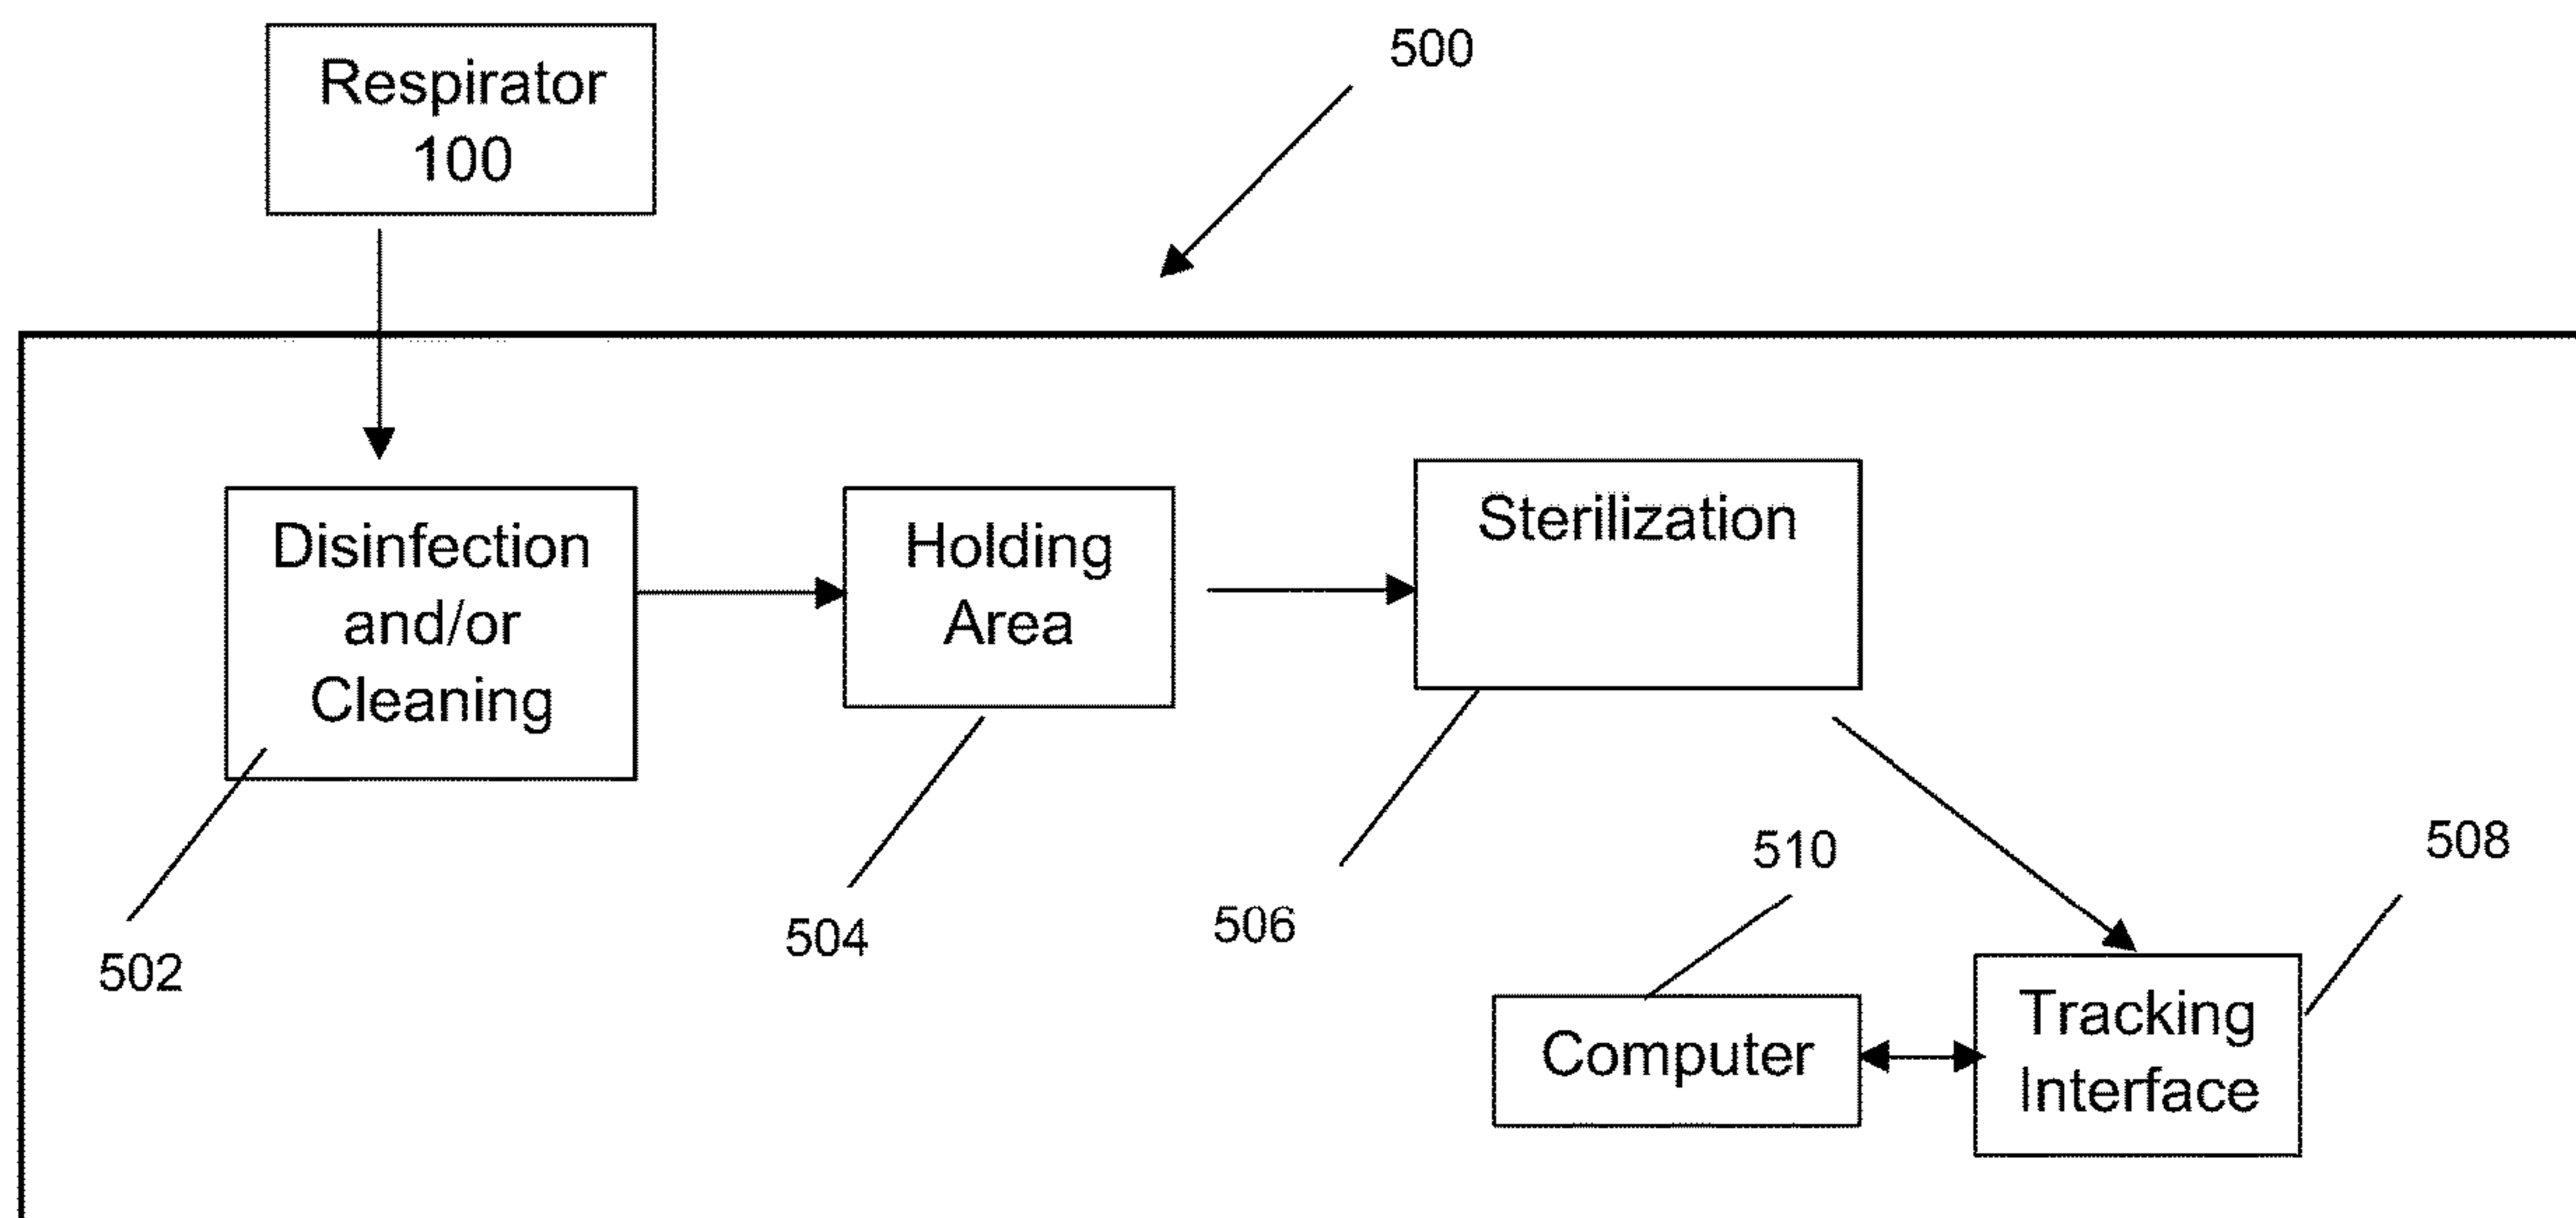 Respirator
100
500
Disinfection
and/or
Cleaning
Holding
Area
Sterilization
502
504
506
510
508
Computer
Tracking
Interface